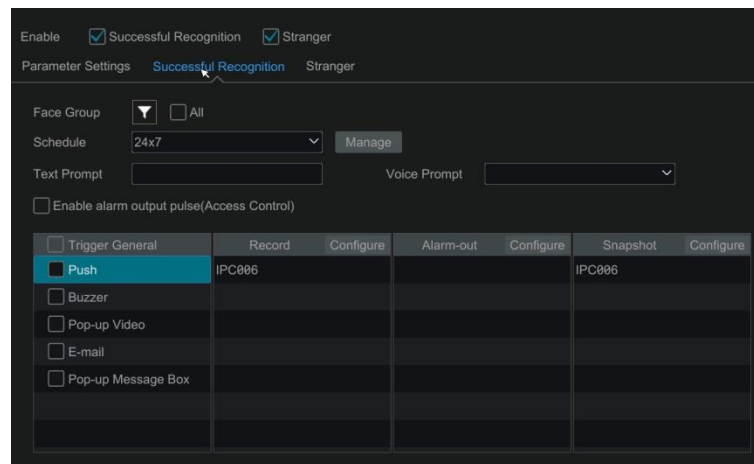 Enable Successful Recognition Stranger
Parameter Settings Successful Recognition Stranger
Face Group All
Schedule 24x7 Manage
Text Prompt Voice Prompt
Enable alarm output pulse(Access Control)
Trigger General Record Configure Alarm-out Configure Snapshot Configure
Push IPC006 IPC006
Buzzer
Pop-up Video
E-mail
Pop-up Message Box